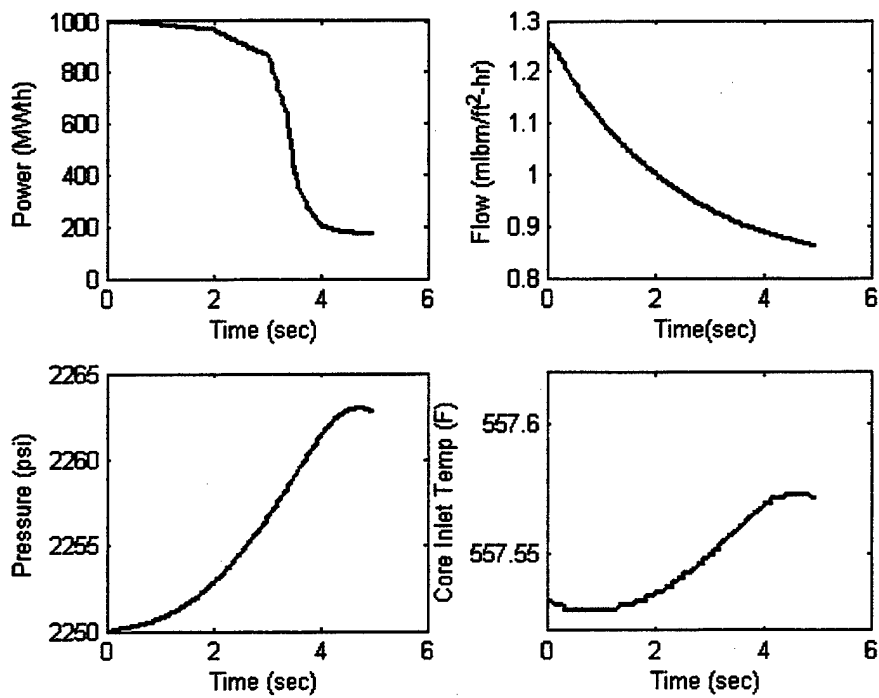 Power (MWth)
1000
800
600
400
200
0
0 2 4 6
Time (sec)
Flow (mlbm/ft²-hr)
1.3
1.2
1.1
1
0.9
0.8
0 2 4 6
Time(sec)
Pressure (psi)
2265
2260
2255
2250
0 2 4 6
Time (sec)
Core Inlet Temp (F)
557.6
557.55
0 2 4 6
Time (sec)